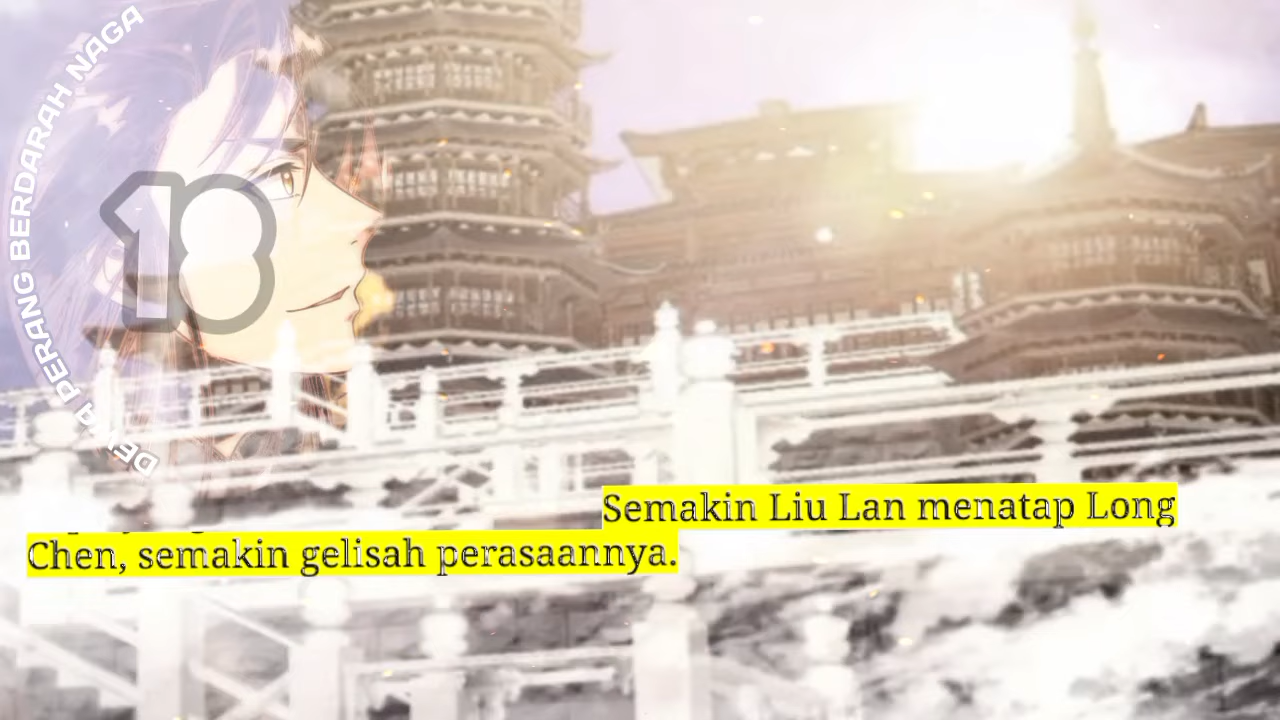 DEWA PERANG BERDARAH NAGA
18
Semakin Liu Lan menatap Long
Chen, semakin gelisah perasaannya.